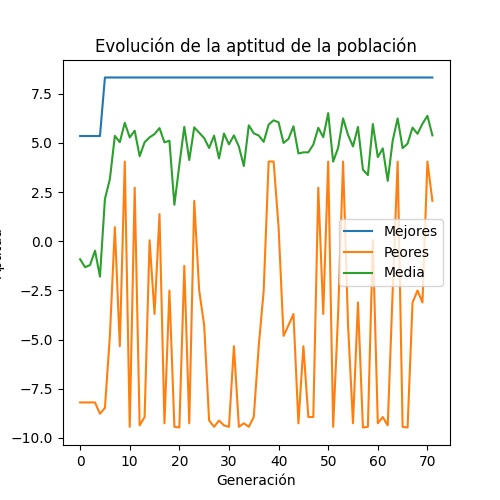 Evolución de la aptitud de la población
7.5
5.0
2.5
0.0
−2.5
−5.0
−7.5
−10.0
0 10 20 30 40 50 60 70
Generación
Mejores
Peores
Media